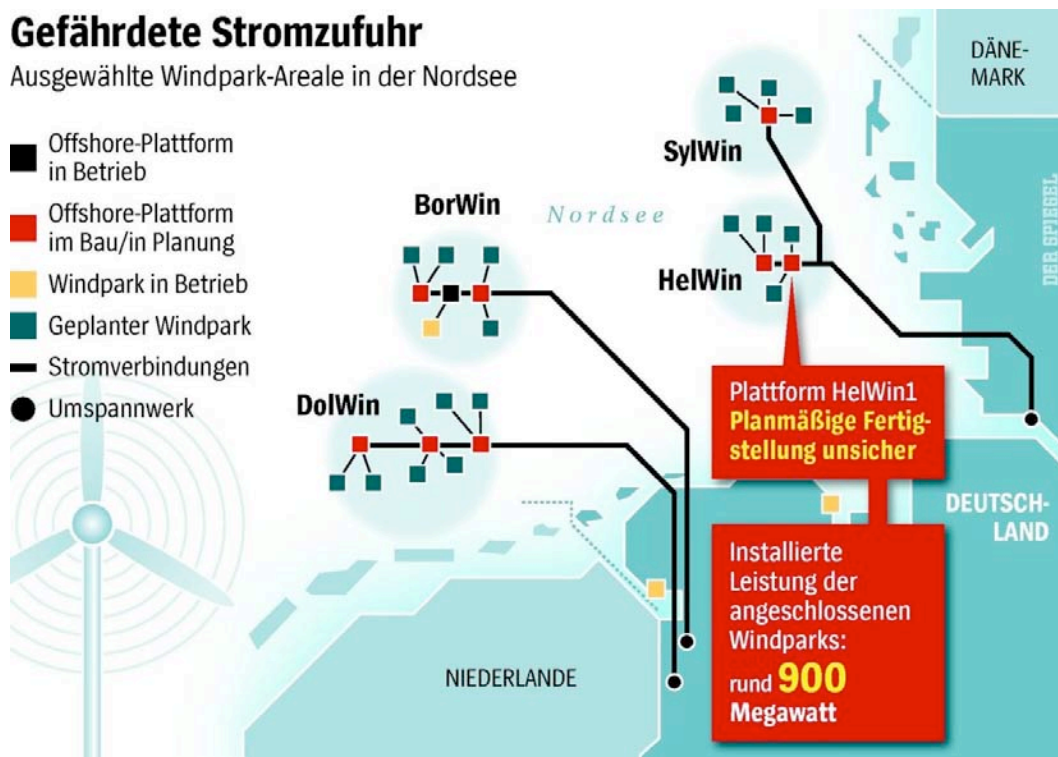 Gefährdete Stromzufuhr
Ausgewählte Windpark-Areale in der Nordsee
Offshore-Plattform
in Betrieb
Offshore-Plattform
im Bau/in Planung
Windpark in Betrieb
Geplanter Windpark
Stromverbindungen
Umspannwerk
DÄNE-
MARK
SylWin
BorWin
Nordsee
HelWin
DER SPIEGEL
DolWin
Plattform HelWin1
Planmäßige Fertig-
stellung unsicher
DEUTSCH-
LAND
Installierte
Leistung der
angeschlossenen
Windparks:
rund 900
Megawatt
NIEDERLANDE